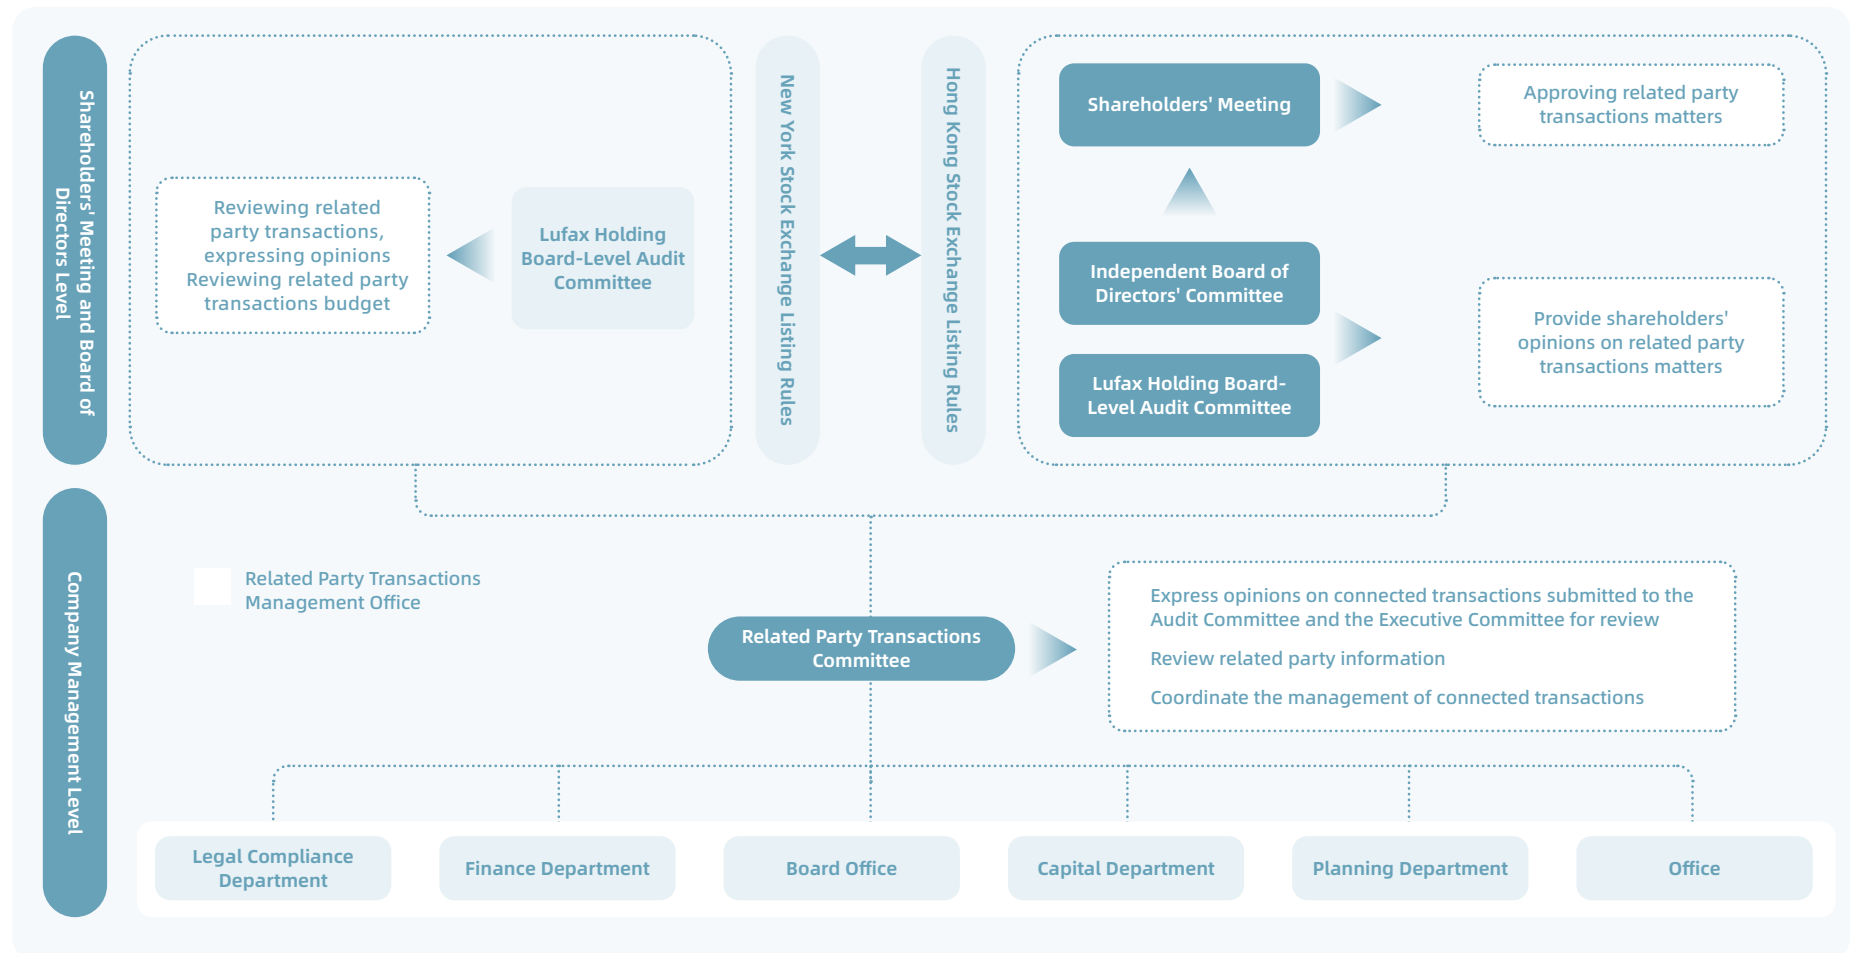 Shareholders' Meeting and Board of
Directors Level
Reviewing related
party transactions,
expressing opinions
Reviewing related party
transactions budget
Lufax Holding
Board-Level Audit
Committee
New York Stock Exchange Listing Rules
Hong Kong Stock Exchange Listing Rules
Shareholders' Meeting
Approving related party
transactions matters
Independent Board of
Directors' Committee
Lufax Holding Board-
Level Audit Committee
Provide shareholders'
opinions on related party
transactions matters
Company Management Level
Related Party Transactions
Management Office
Related Party Transactions
Committee
Express opinions on connected transactions submitted to the
Audit Committee and the Executive Committee for review
Review related party information
Coordinate the management of connected transactions
Legal Compliance
Department
Finance Department
Board Office
Capital Department
Planning Department
Office